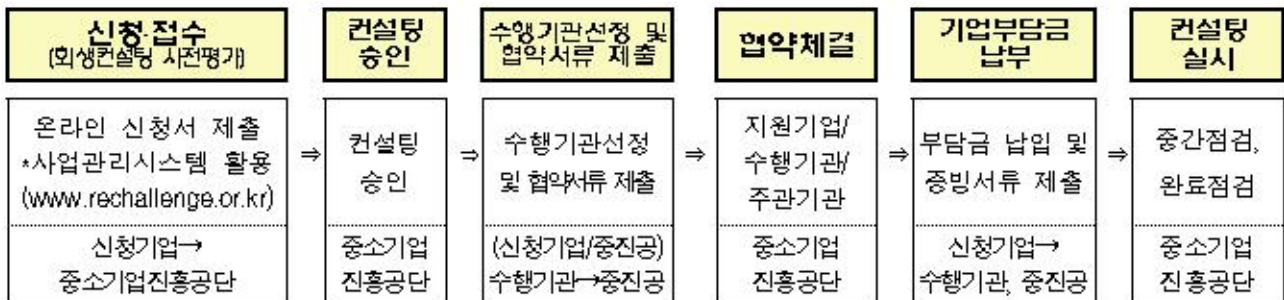 신청·접수
(회생컨설팅 사전평가)
컨설팅
승인
수행기관선정 및
협약서류 제출
협약체결
기업부담금
납부
컨설팅
실시
온라인 신청서 제출
*사업관리시스템 활용
(www.rechallenge.or.kr)
⇒
컨설팅
승인
⇒
수행기관선정
및 협약서류 제출
⇒
지원기업/
수행기관/
주관기관
⇒
부담금 납입 및
증빙서류 제출
⇒
중간점검,
완료점검
신청기업→
중소기업진흥공단
중소기업
진흥공단
(신청기업/중진공)
수행기관→중진공
중소기업
진흥공단
신청기업→
수행기관, 중진공
중소기업
진흥공단